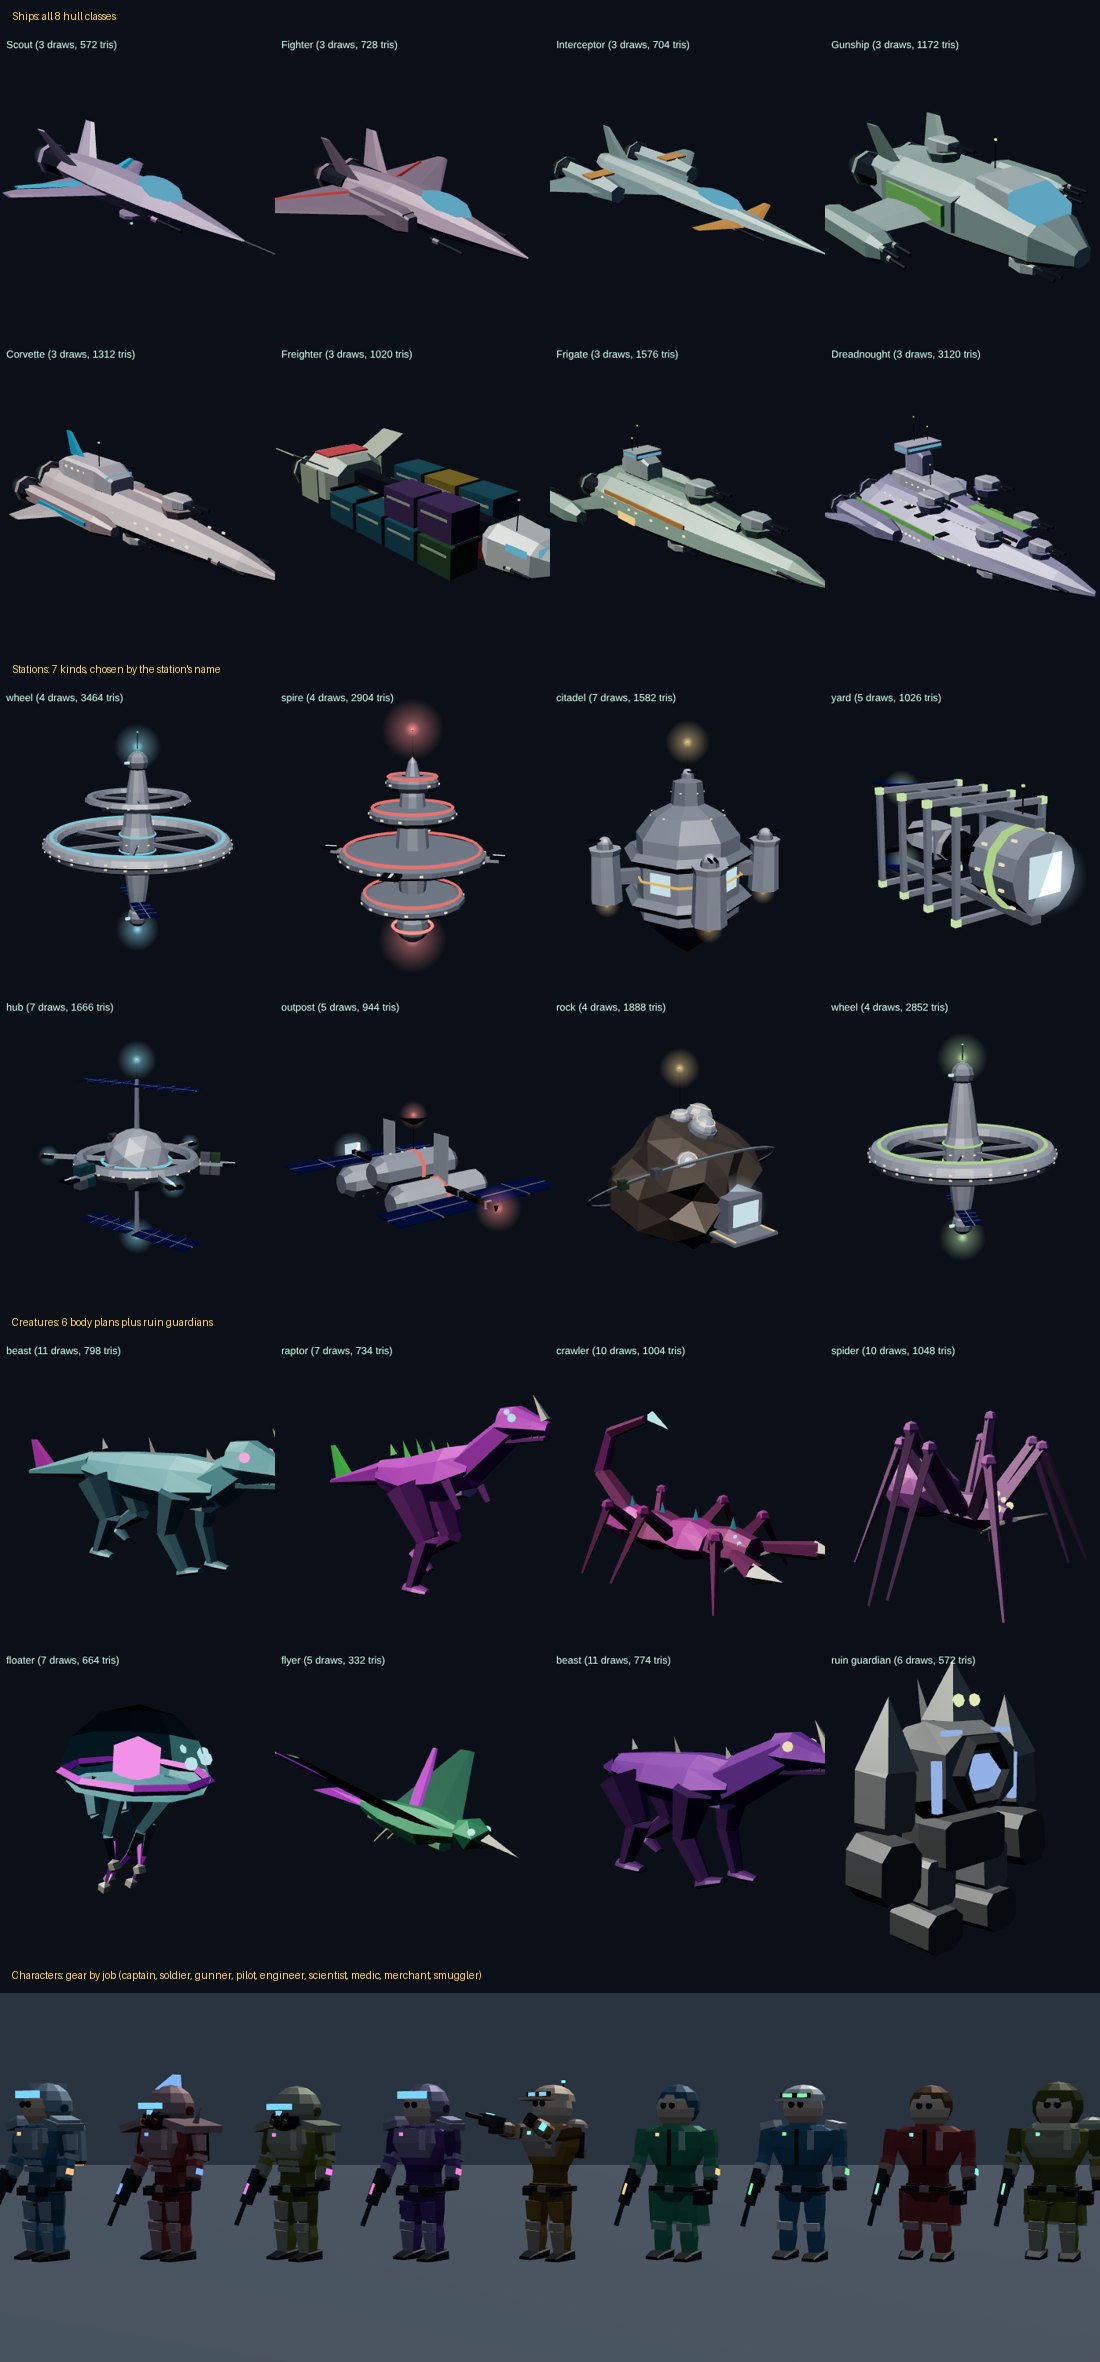 Ships: all 8 hull classes
Scout (3 draws, 572 tris)
Fighter (3 draws, 728 tris)
Interceptor (3 draws, 704 tris)
Gunship (3 draws, 1172 tris)
Corvette (3 draws, 1312 tris)
Freighter (3 draws, 1020 tris)
Frigate (3 draws, 1576 tris)
Dreadnought (3 draws, 3120 tris)
Stations: 7 kinds, chosen by the station's name
wheel (4 draws, 3464 tris)
spire (4 draws, 2904 tris)
citadel (7 draws, 1582 tris)
yard (5 draws, 1026 tris)
hub (7 draws, 1666 tris)
outpost (5 draws, 944 tris)
rock (4 draws, 1888 tris)
wheel (4 draws, 2852 tris)
Creatures: 6 body plans plus ruin guardians
beast (11 draws, 798 tris)
raptor (7 draws, 734 tris)
crawler (10 draws, 1004 tris)
spider (10 draws, 1048 tris)
floater (7 draws, 664 tris)
flyer (5 draws, 332 tris)
beast (11 draws, 774 tris)
ruin guardian (6 draws, 572 tris)
Characters: gear by job (captain, soldier, gunner, pilot, engineer, scientist, medic, merchant, smuggler)